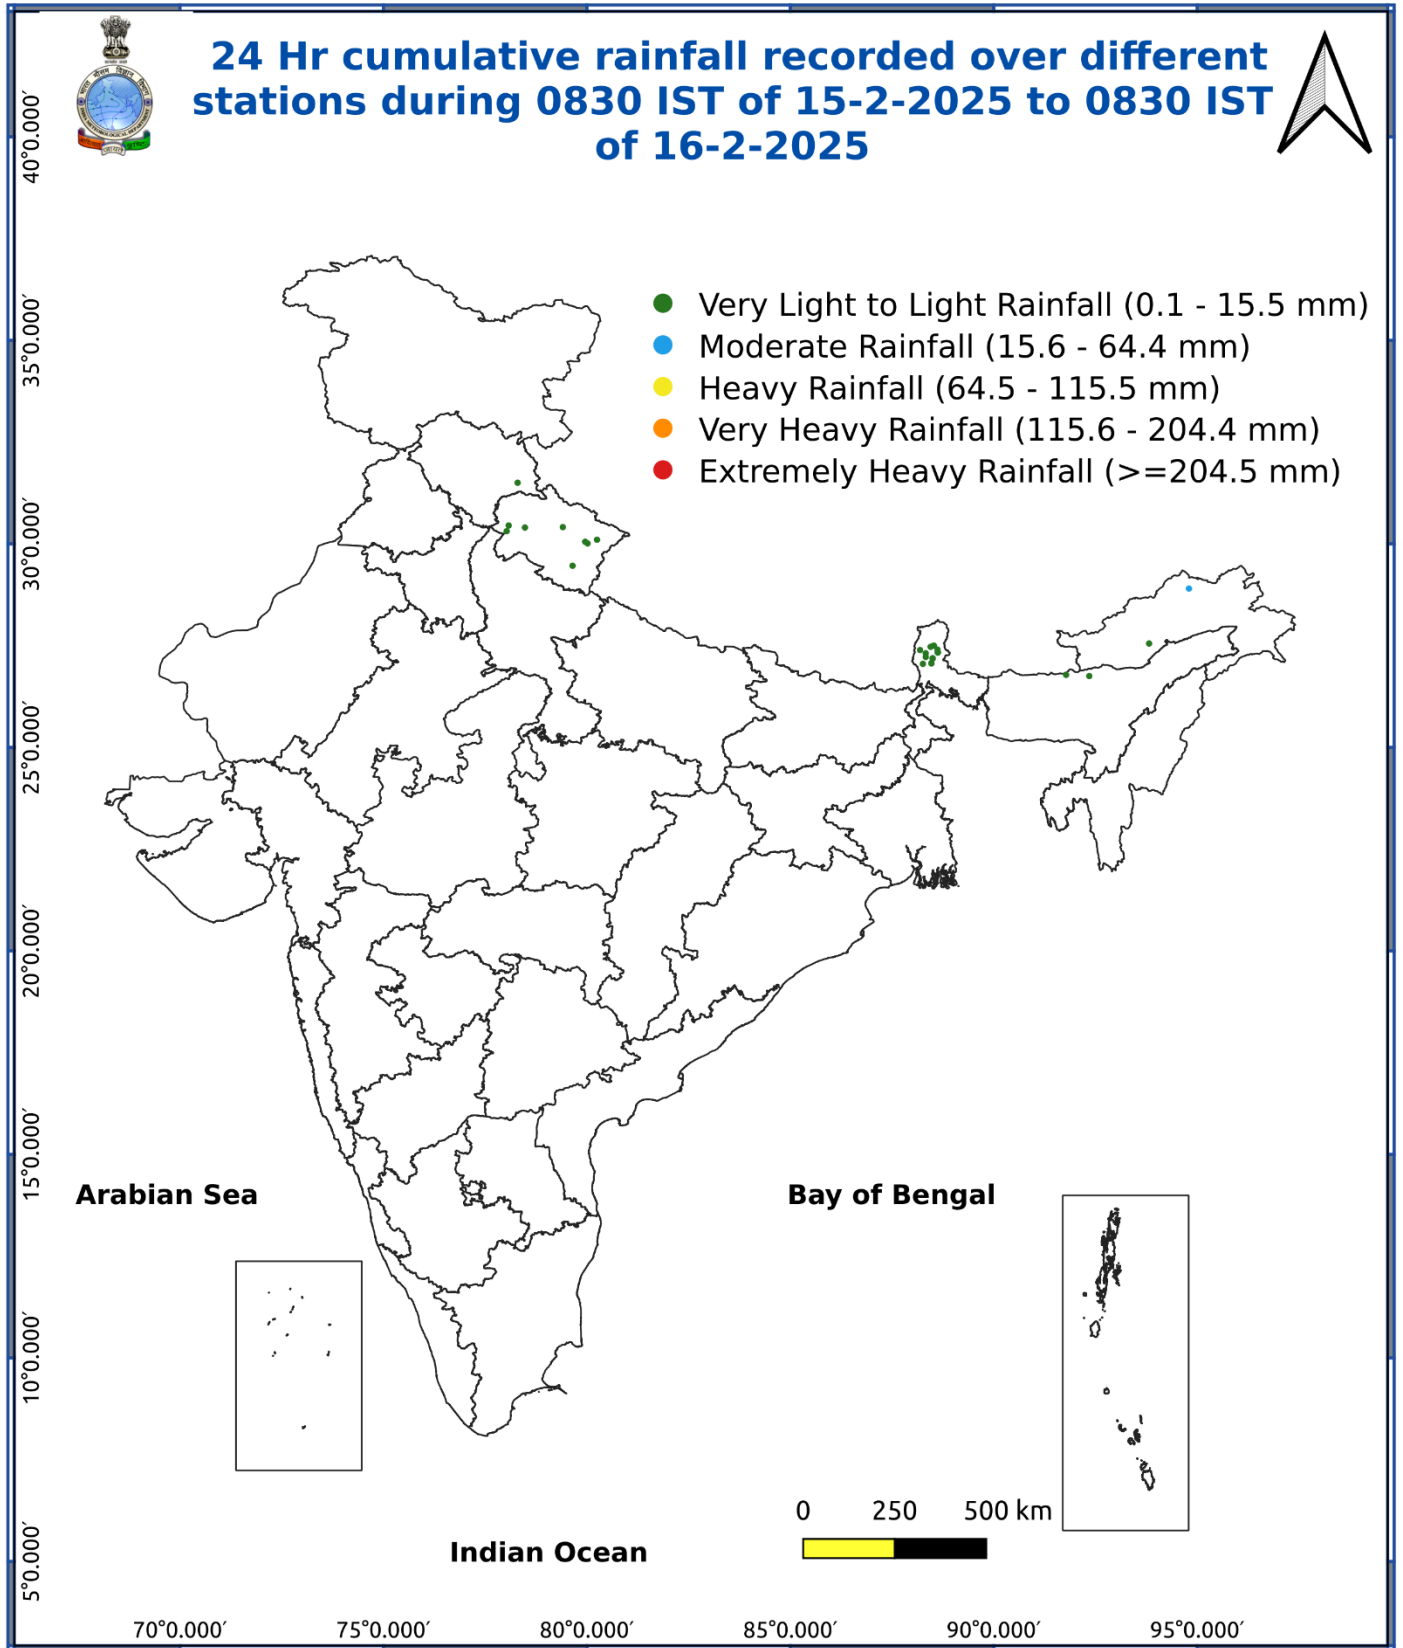 24 Hr cumulative rainfall recorded over different
stations during 0830 IST of 15-2-2025 to 0830 IST
of 16-2-2025
Very Light to Light Rainfall (0.1 - 15.5 mm)
Moderate Rainfall (15.6 - 64.4 mm)
Heavy Rainfall (64.5 - 115.5 mm)
Very Heavy Rainfall (115.6 - 204.4 mm)
Extremely Heavy Rainfall (>=204.5 mm)
40°0.000′
35°0.000′
30°0.000′
25°0.000′
20°0.000′
15°0.000′
10°0.000′
5°0.000′
Arabian Sea
Bay of Bengal
Indian Ocean
0 250 500 km
70°0.000′ 75°0.000′ 80°0.000′ 85°0.000′ 90°0.000′ 95°0.000′